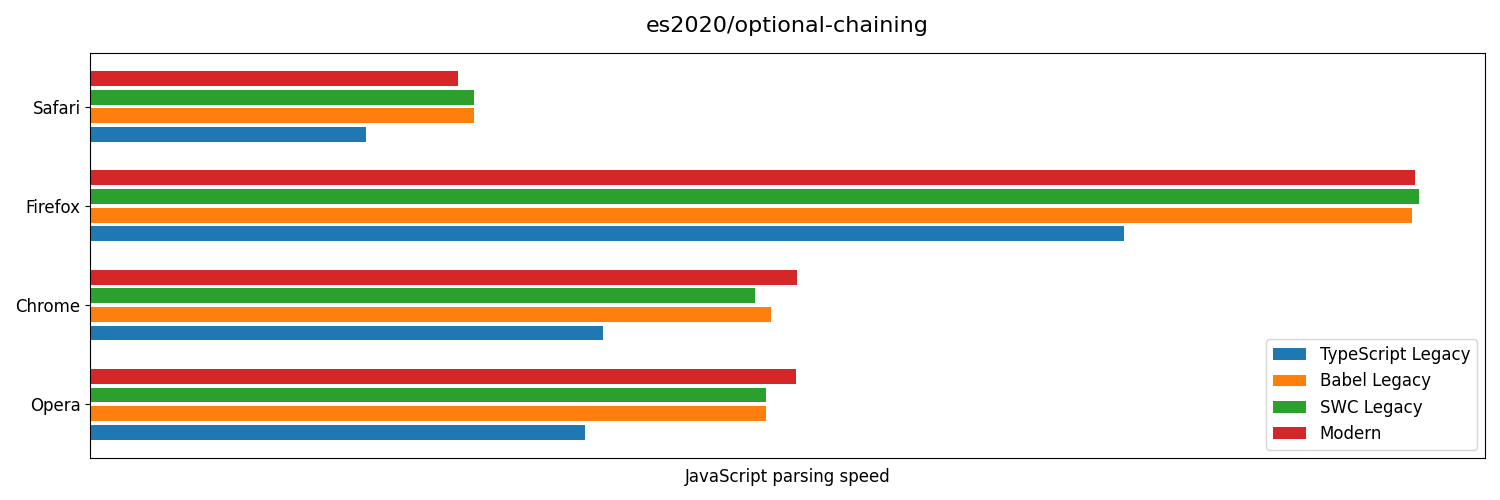 es2020/optional-chaining
Safari
Firefox
Chrome
Opera
TypeScript Legacy
Babel Legacy
SWC Legacy
Modern
JavaScript parsing speed